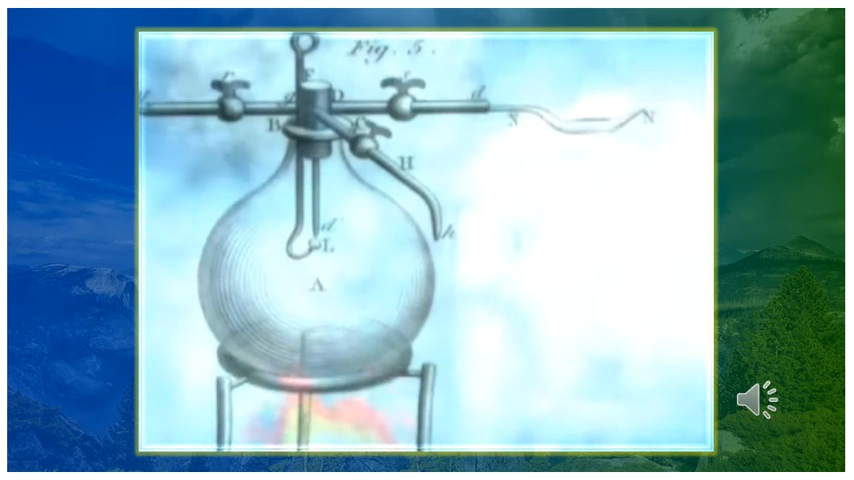 Fig. 5.
F
r r
g D d
B S N
H
d' h
L
A